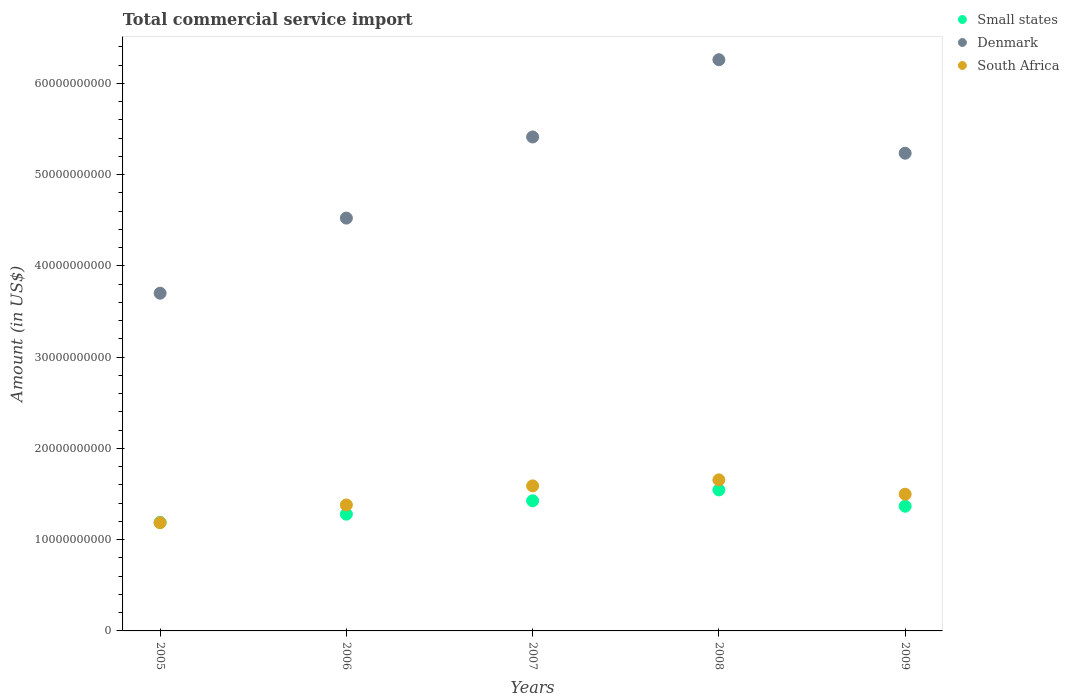 Total commercial service import
Small states
Denmark
South Africa
Amount (in US$)
60000000000
50000000000
40000000000
30000000000
20000000000
10000000000
0
2005
2006
2007
2008
2009
Years